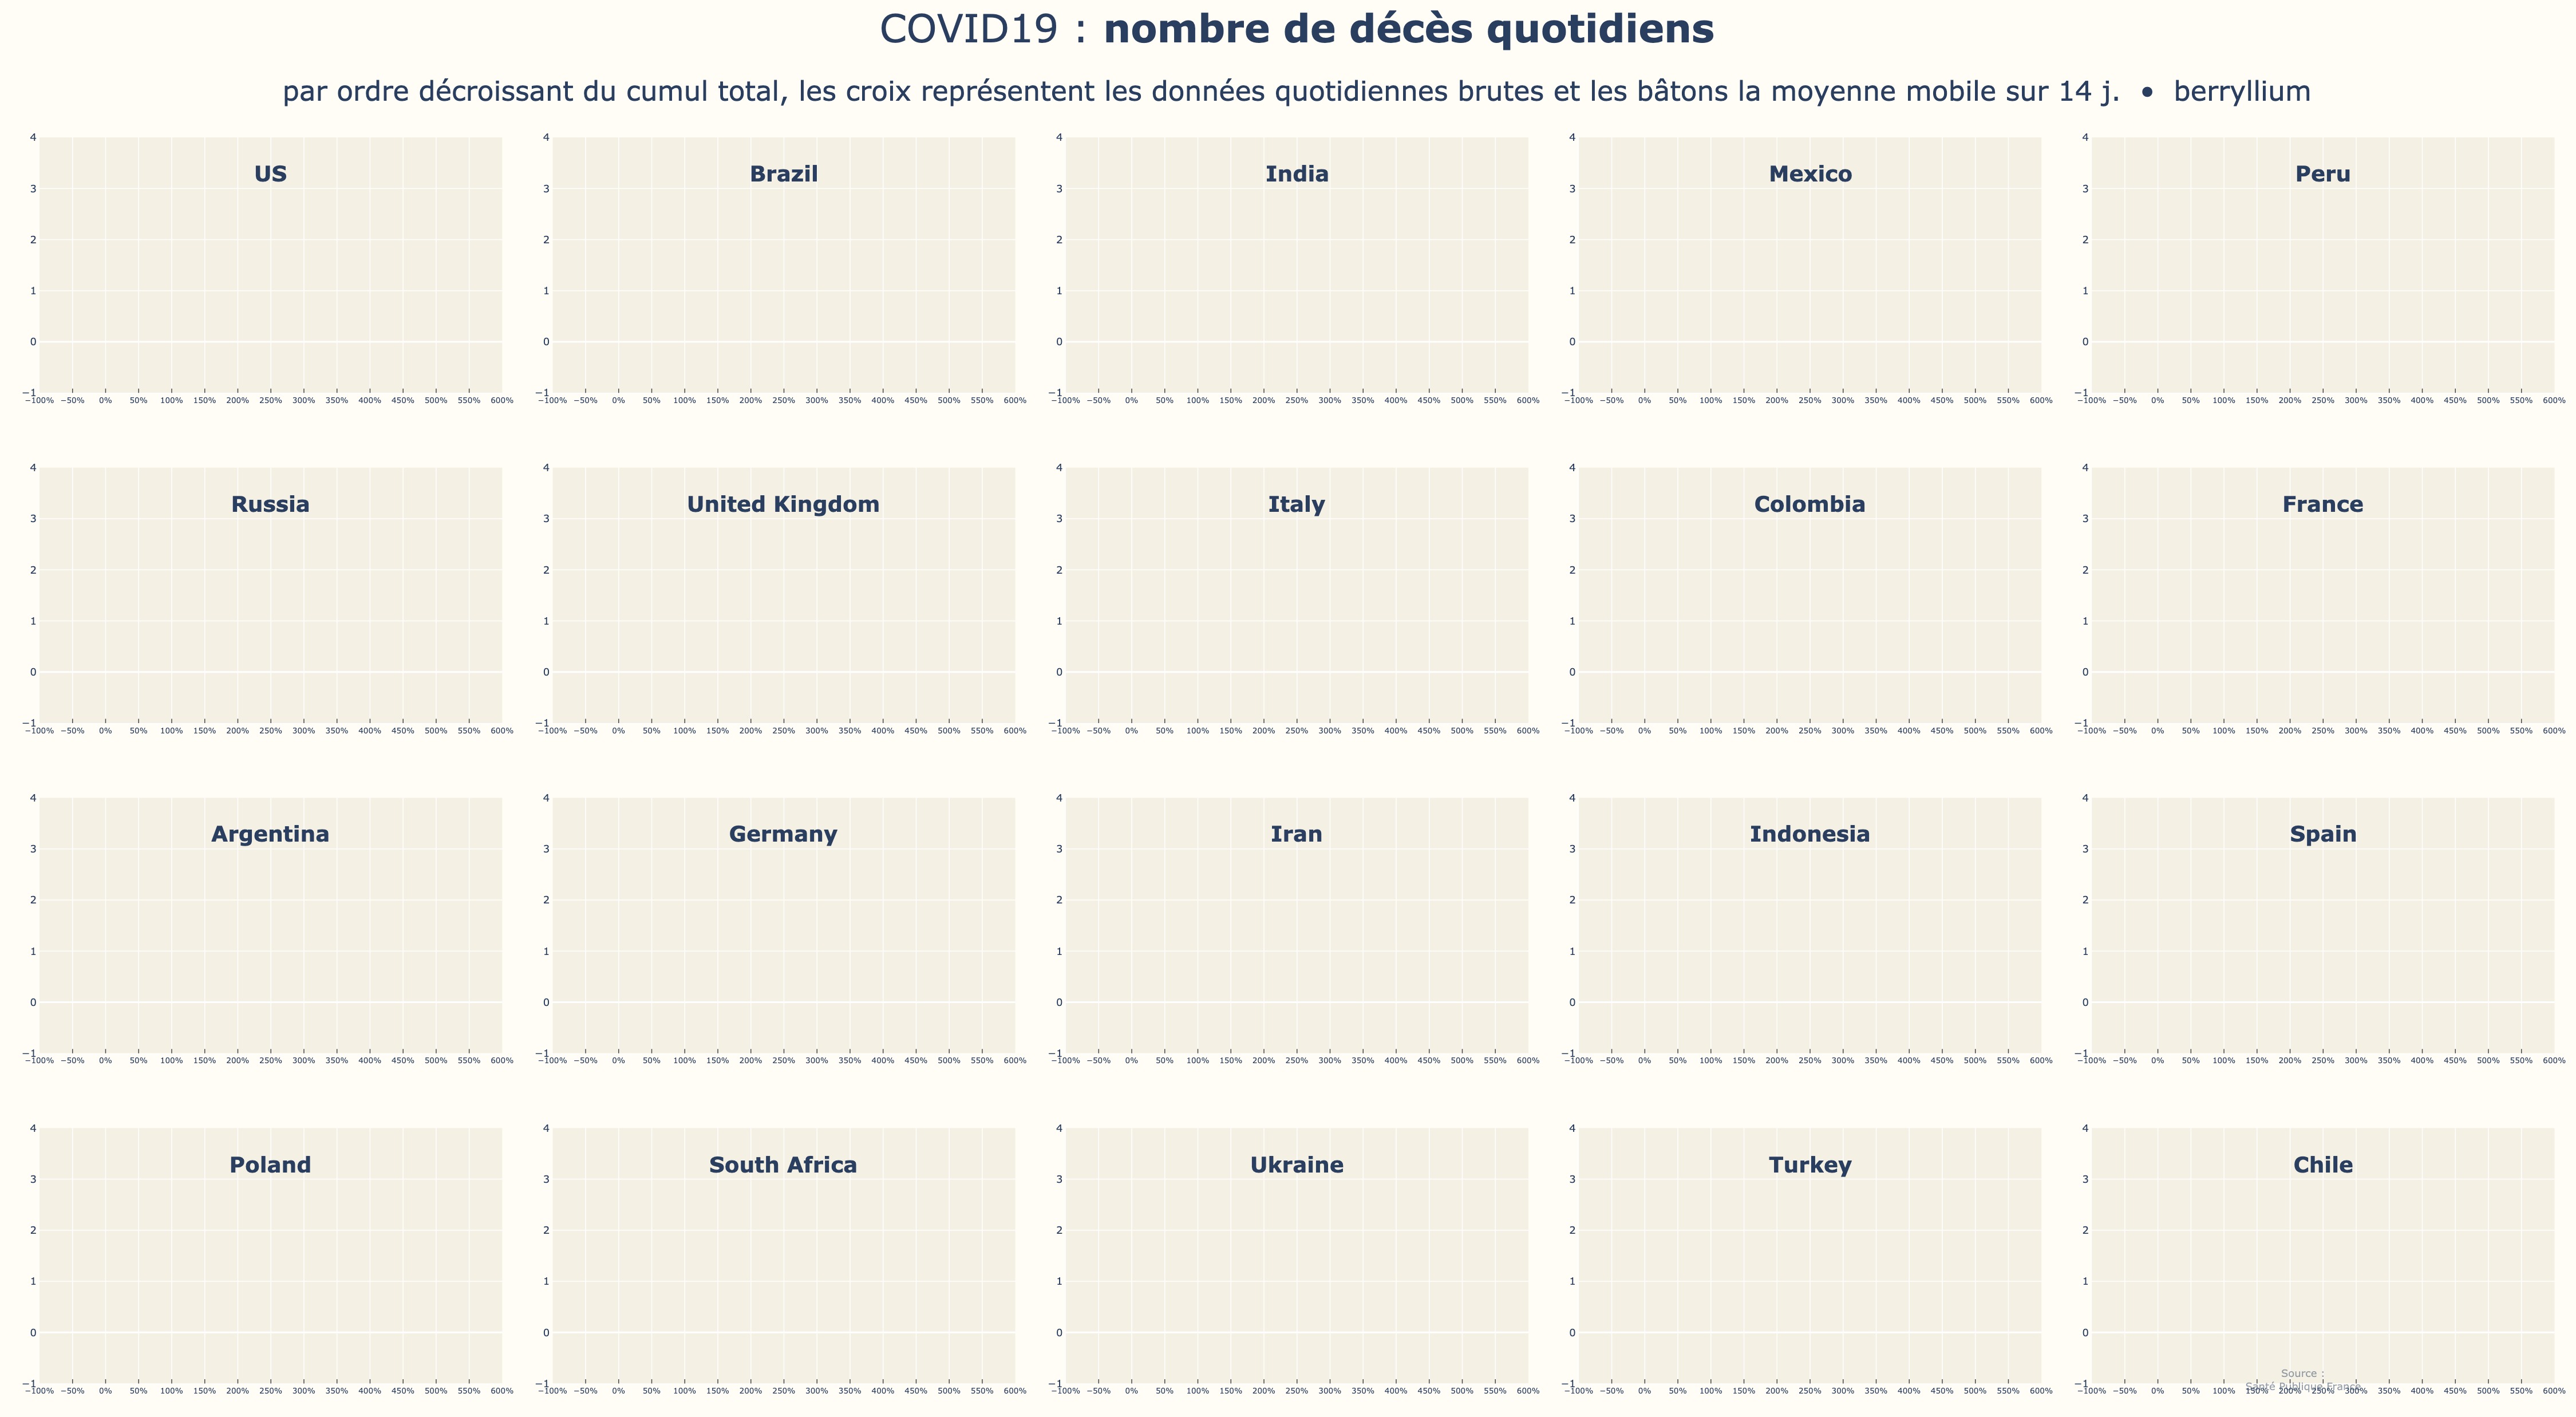 COVID19 : nombre de décès quotidiens
par ordre décroissant du cumul total, les croix représentent les données quotidiennes brutes et les bâtons la moyenne mobile sur 14 j. • berryllium
US
4
3
2
1
0
−1
−100% −50% 0% 50% 100% 150% 200% 250% 300% 350% 400% 450% 500% 550% 600%
Brazil
4
3
2
1
0
−1
−100% −50% 0% 50% 100% 150% 200% 250% 300% 350% 400% 450% 500% 550% 600%
India
4
3
2
1
0
−1
−100% −50% 0% 50% 100% 150% 200% 250% 300% 350% 400% 450% 500% 550% 600%
Mexico
4
3
2
1
0
−1
−100% −50% 0% 50% 100% 150% 200% 250% 300% 350% 400% 450% 500% 550% 600%
Peru
4
3
2
1
0
−1
−100% −50% 0% 50% 100% 150% 200% 250% 300% 350% 400% 450% 500% 550% 600%
Russia
4
3
2
1
0
−1
−100% −50% 0% 50% 100% 150% 200% 250% 300% 350% 400% 450% 500% 550% 600%
United Kingdom
4
3
2
1
0
−1
−100% −50% 0% 50% 100% 150% 200% 250% 300% 350% 400% 450% 500% 550% 600%
Italy
4
3
2
1
0
−1
−100% −50% 0% 50% 100% 150% 200% 250% 300% 350% 400% 450% 500% 550% 600%
Colombia
4
3
2
1
0
−1
−100% −50% 0% 50% 100% 150% 200% 250% 300% 350% 400% 450% 500% 550% 600%
France
4
3
2
1
0
−1
−100% −50% 0% 50% 100% 150% 200% 250% 300% 350% 400% 450% 500% 550% 600%
Argentina
4
3
2
1
0
−1
−100% −50% 0% 50% 100% 150% 200% 250% 300% 350% 400% 450% 500% 550% 600%
Germany
4
3
2
1
0
−1
−100% −50% 0% 50% 100% 150% 200% 250% 300% 350% 400% 450% 500% 550% 600%
Iran
4
3
2
1
0
−1
−100% −50% 0% 50% 100% 150% 200% 250% 300% 350% 400% 450% 500% 550% 600%
Indonesia
4
3
2
1
0
−1
−100% −50% 0% 50% 100% 150% 200% 250% 300% 350% 400% 450% 500% 550% 600%
Spain
4
3
2
1
0
−1
−100% −50% 0% 50% 100% 150% 200% 250% 300% 350% 400% 450% 500% 550% 600%
Poland
4
3
2
1
0
−1
−100% −50% 0% 50% 100% 150% 200% 250% 300% 350% 400% 450% 500% 550% 600%
South Africa
4
3
2
1
0
−1
−100% −50% 0% 50% 100% 150% 200% 250% 300% 350% 400% 450% 500% 550% 600%
Ukraine
4
3
2
1
0
−1
−100% −50% 0% 50% 100% 150% 200% 250% 300% 350% 400% 450% 500% 550% 600%
Turkey
4
3
2
1
0
−1
−100% −50% 0% 50% 100% 150% 200% 250% 300% 350% 400% 450% 500% 550% 600%
Chile
4
3
2
1
0
−1
Source :
Santé Publique France
−100% −50% 0% 50% 100% 150% 200% 250% 300% 350% 400% 450% 500% 550% 600%